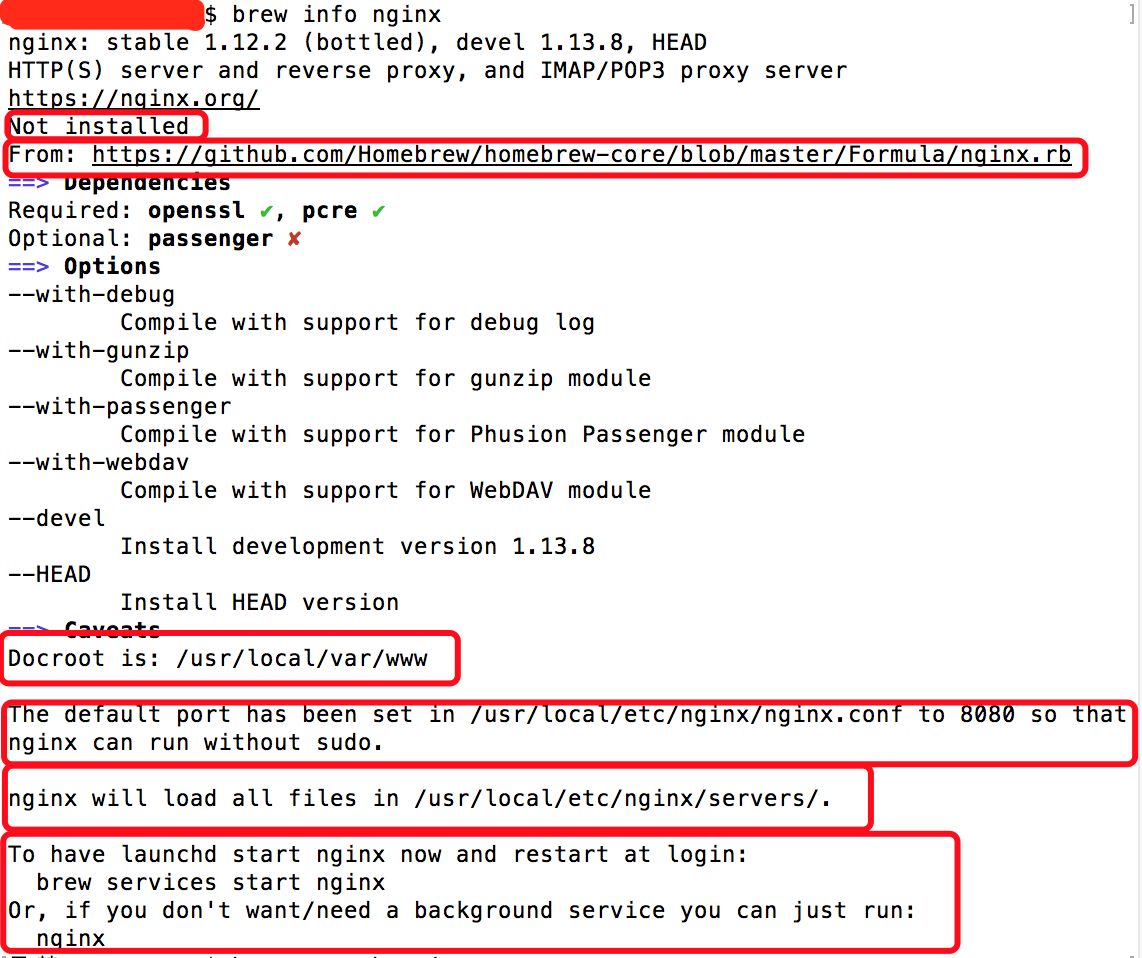 $ brew info nginx
nginx: stable 1.12.2 (bottled), devel 1.13.8, HEAD
HTTP(S) server and reverse proxy, and IMAP/POP3 proxy server
https://nginx.org/
Not installed
From: https://github.com/Homebrew/homebrew-core/blob/master/Formula/nginx.rb
==> Dependencies
Required: openssl ✔, pcre ✔
Optional: passenger ✘
==> Options
--with-debug
        Compile with support for debug log
--with-gunzip
        Compile with support for gunzip module
--with-passenger
        Compile with support for Phusion Passenger module
--with-webdav
        Compile with support for WebDAV module
--devel
        Install development version 1.13.8
--HEAD
        Install HEAD version
==> Caveats
Docroot is: /usr/local/var/www
The default port has been set in /usr/local/etc/nginx/nginx.conf to 8080 so that
nginx can run without sudo.
nginx will load all files in /usr/local/etc/nginx/servers/.
To have launchd start nginx now and restart at login:
  brew services start nginx
Or, if you don't want/need a background service you can just run:
  nginx